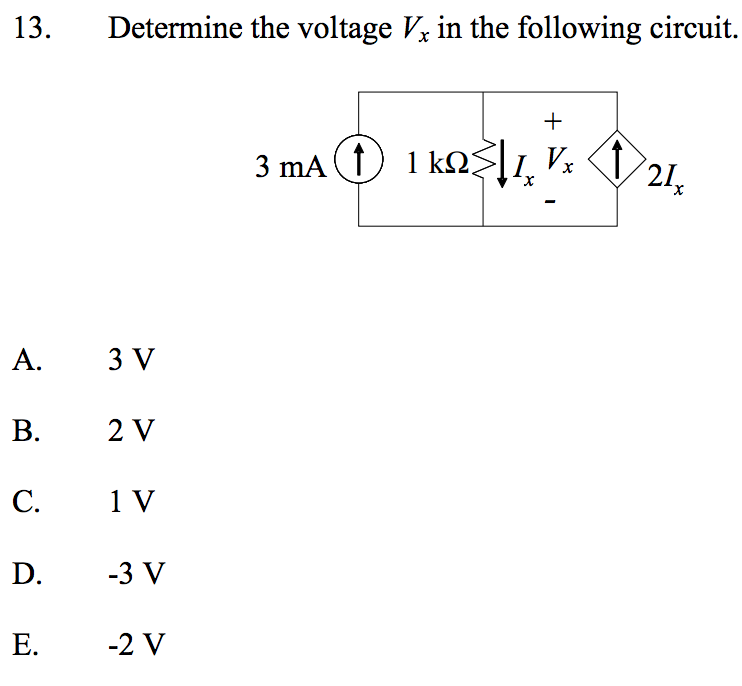 13. Determine the voltage Vx in the following circuit.
+
3 mA 1 kΩ Ix Vx 2Ix
-
A. 3 V
B. 2 V
C. 1 V
D. -3 V
E. -2 V